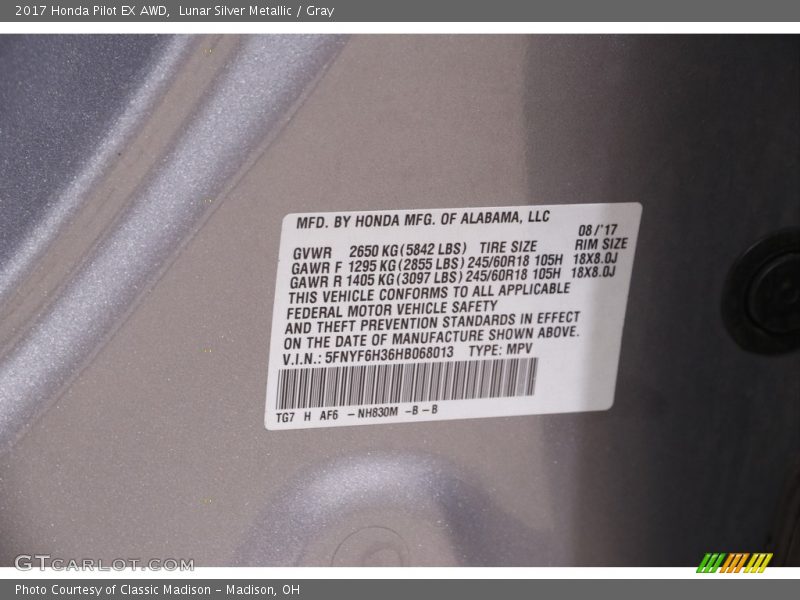 2017 Honda Pilot EX AWD,  Lunar Silver Metallic / Gray
MFD. BY HONDA MFG. OF ALABAMA, LLC
08/'17
GVWR 2650 KG (5842 LBS) TIRE SIZE RIM SIZE
GAWR F 1295 KG (2855 LBS) 245/60R18 105H 18X8.0J
GAWR R 1405 KG (3097 LBS) 245/60R18 105H 18X8.0J
THIS VEHICLE CONFORMS TO ALL APPLICABLE
FEDERAL MOTOR VEHICLE SAFETY
AND THEFT PREVENTION STANDARDS IN EFFECT
ON THE DATE OF MANUFACTURE SHOWN ABOVE.
V.I.N.: 5FNYF6H36HB068013 TYPE: MPV
TG7 H AF6 -NH830M -B-B
GTCARLOT.COM
Photo Courtesy of Classic Madison - Madison, OH